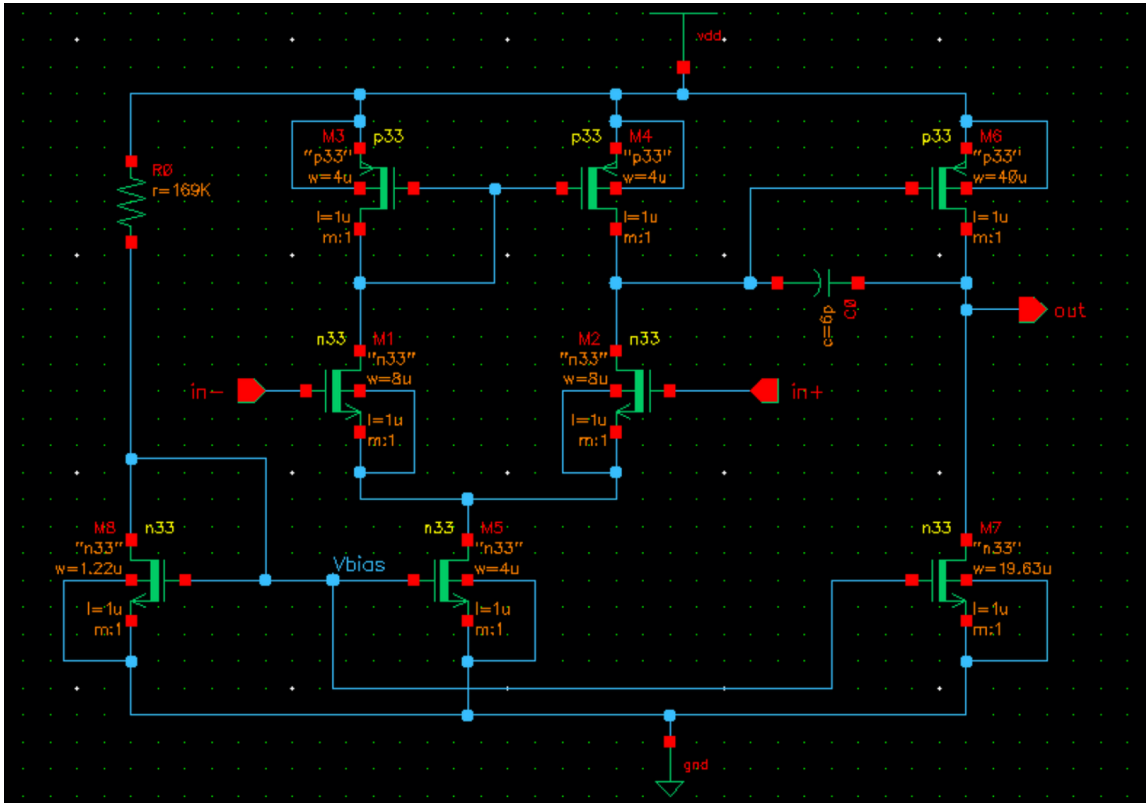 vdd
M3 p33
"p33"
w=4u
l=1u
m:1
p33 M4
"p33"
w=4u
l=1u
m:1
p33 M6
"p33"
w=40u
l=1u
m:1
R0
r=169K
c=6p
C0
out
n33 M1
"n33"
w=8u
l=1u
m:1
in-
M2 n33
"n33"
w=8u
l=1u
m:1
in+
M8 n33
"n33"
w=1.22u
l=1u
m:1
Vbias
n33 M5
"n33"
w=4u
l=1u
m:1
n33 M7
"n33"
w=19.63u
l=1u
m:1
gnd